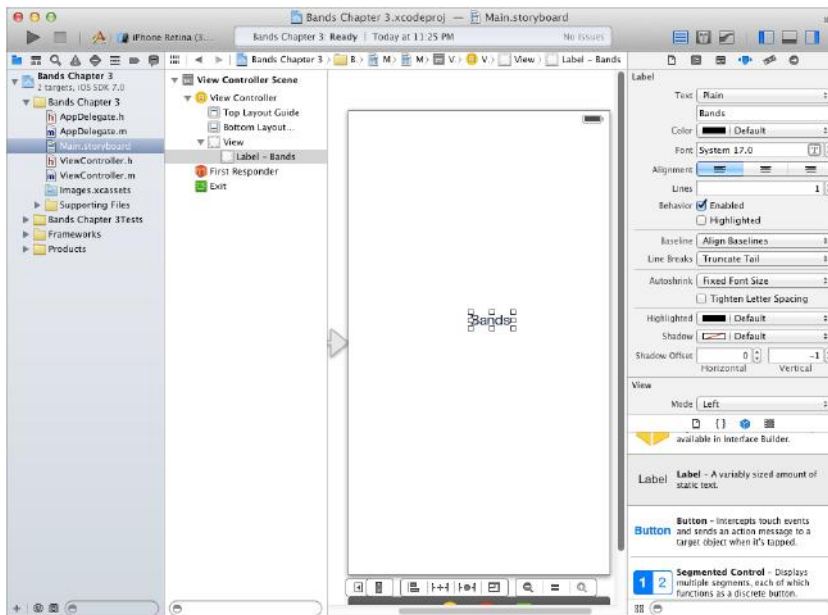 Bands Chapter 3.xcodeproj — Main.storyboard
iPhone Retina (3...
Bands Chapter 3: Ready | Today at 11:25 PM
No Issues
Bands Chapter 3
B.
M
M
V.
V.
View
Label – Bands
Bands Chapter 3
2 targets, iOS SDK 7.0
Bands Chapter 3
AppDelegate.h
AppDelegate.m
Main.storyboard
ViewController.h
ViewController.m
Images.xcassets
Supporting Files
Bands Chapter 3Tests
Frameworks
Products
View Controller Scene
View Controller
Top Layout Guide
Bottom Layout...
View
Label – Bands
First Responder
Exit
Bands
Label
Text Plain
Bands
Color Default
Font System 17.0
Alignment
Lines 1
Behavior Enabled
Highlighted
Baseline Align Baselines
Line Breaks Truncate Tail
Autoshrink Fixed Font Size
Tighten Letter Spacing
Highlighted Default
Shadow Default
Shadow Offset 0 -1
Horizontal Vertical
View
Mode Left
available in Interface Builder.
Label
Label – A variably sized amount of
static text.
Button
Button – Intercepts touch events
and sends an action message to a
target object when it's tapped.
1 2
Segmented Control – Displays
multiple segments, each of which
functions as a discrete button.